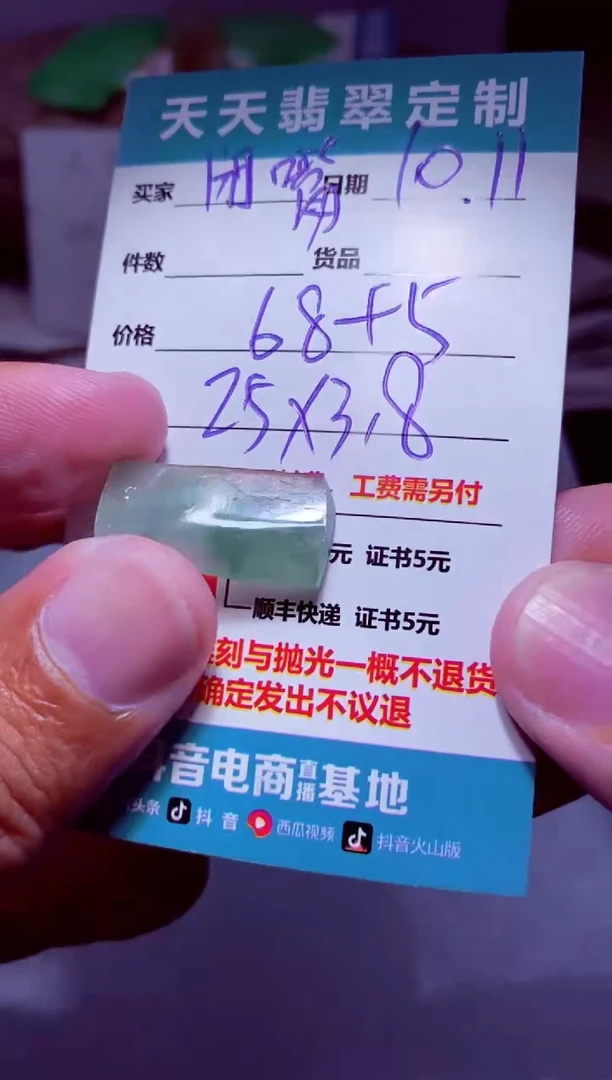 天天翡翠定制
买家 闭嘴 日期 10.11
件数 货品
价格 68+5
25×3.8
工费需另付
元 证书5元
顺丰快递 证书5元
刻与抛光一概不退货
确定发出不议退
音电商直播基地
头条 抖音 西瓜视频 抖音火山版